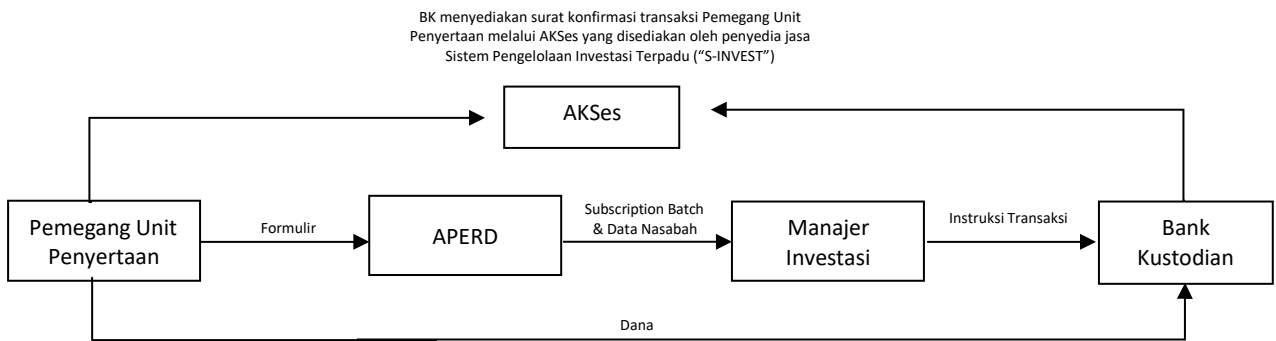 BK menyediakan surat konfirmasi transaksi Pemegang Unit
Penyertaan melalui AKSes yang disediakan oleh penyedia jasa
Sistem Pengelolaan Investasi Terpadu (“S-INVEST”)
AKSes
Pemegang Unit
Penyertaan
Formulir
APERD
Subscription Batch
& Data Nasabah
Manajer
Investasi
Instruksi Transaksi
Bank
Kustodian
Dana